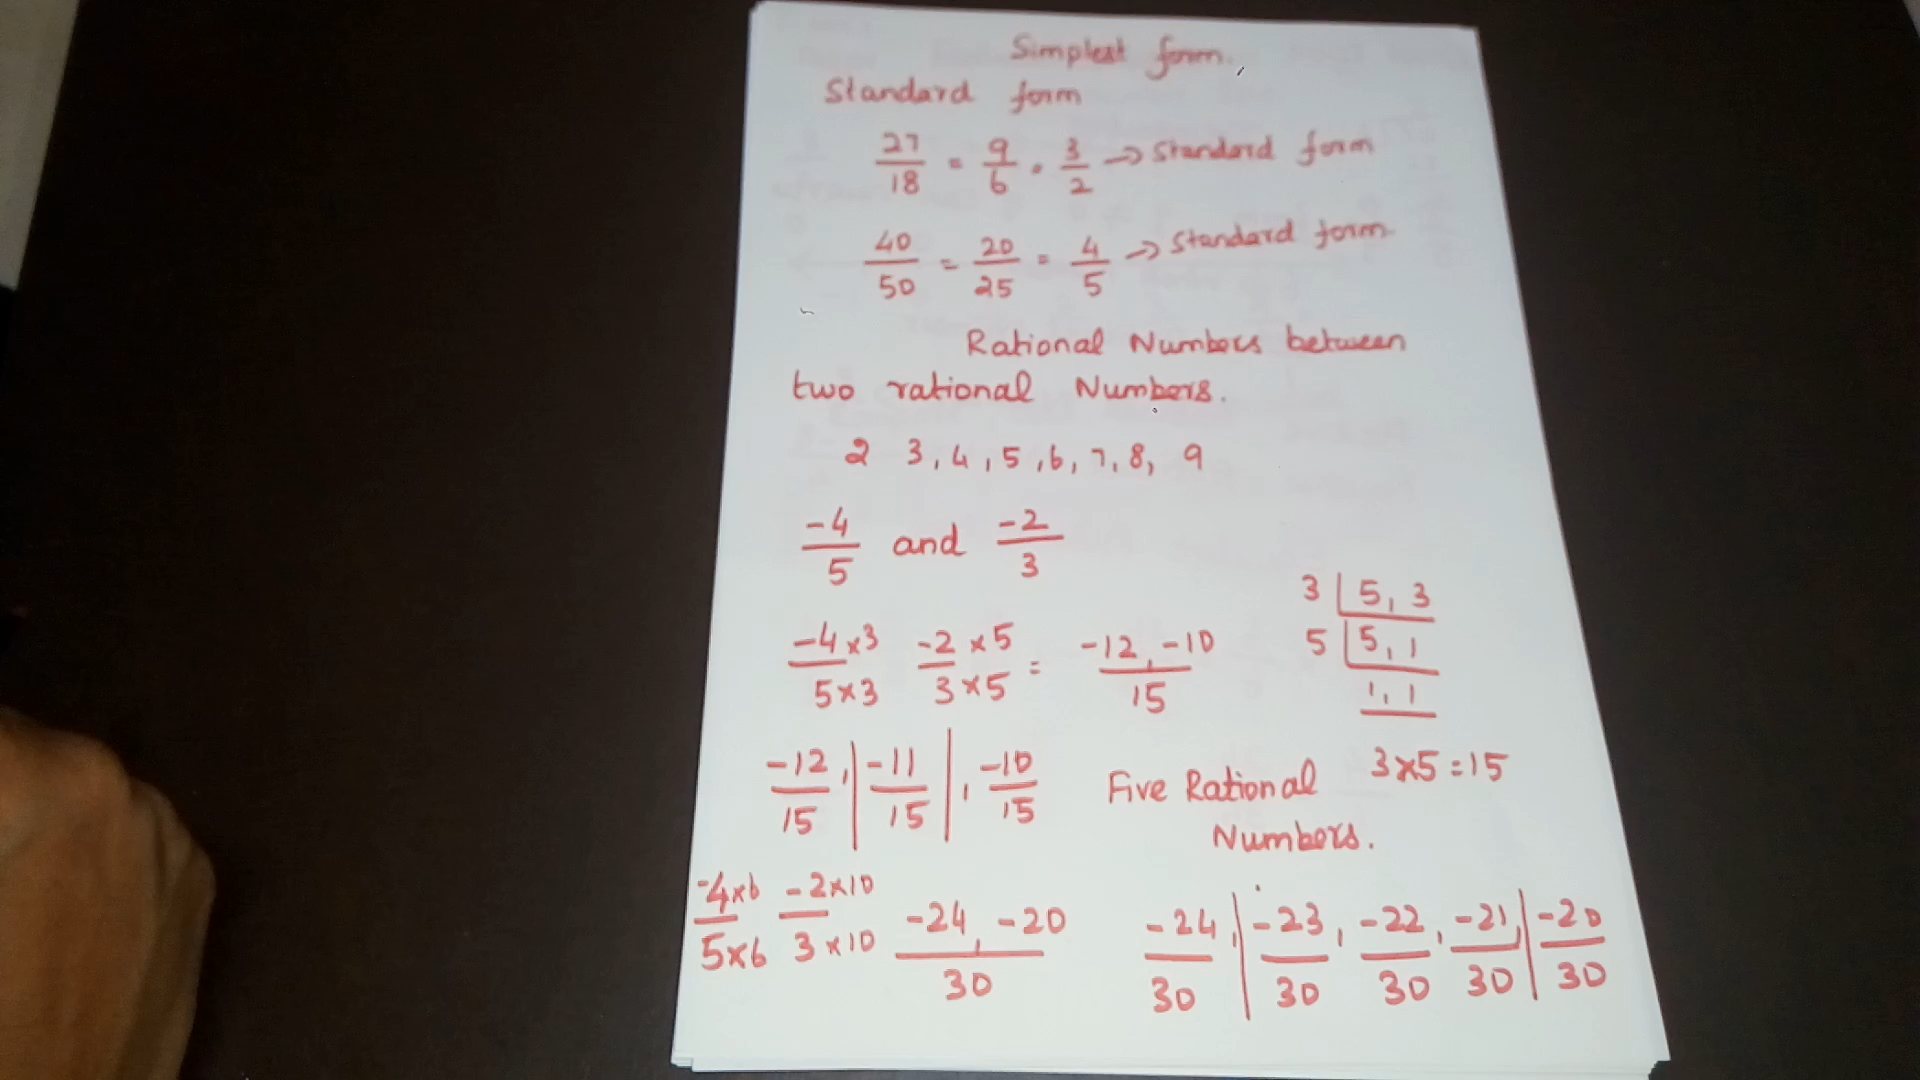 Simplest form.
Standard form
27/18 = 9/6 = 3/2 → Standard form
40/50 = 20/25 = 4/5 → Standard form
Rational Numbers between
two rational Numbers.
2 3, 4, 5, 6, 7, 8, 9
-4/5 and -2/3
3 | 5, 3
5 | 5, 1
1, 1
-4×3/5×3 -2×5/3×5 = -12, -10/15
3×5=15
-12/15, | -11/15 |, -10/15
Five Rational
Numbers.
-4×6/5×6 -2×10/3×10 -24, -20/30
-24/30, | -23/30, -22/30, -21/30, | -20/30